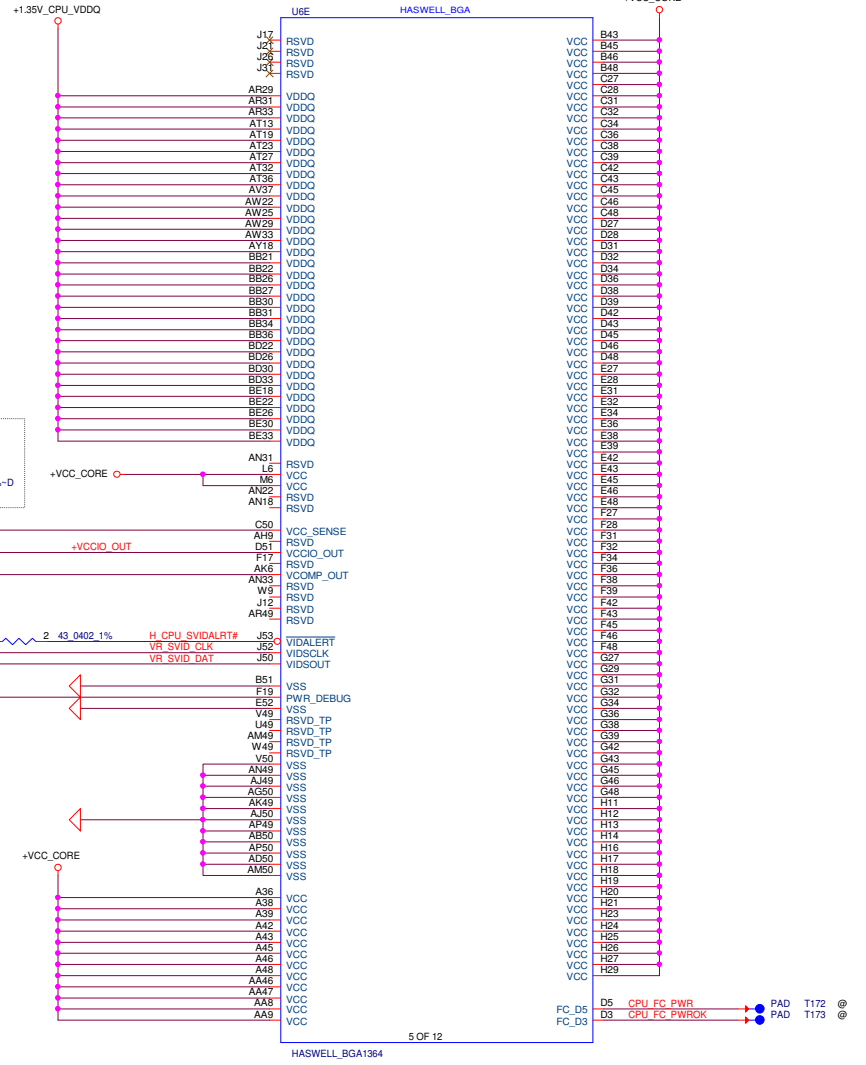 +1.35V_CPU_VDDQ
U6E HASWELL_BGA
J17 RSVD
J21 RSVD
J26 RSVD
J31 RSVD
AR29 VDDQ
AR31 VDDQ
AR33 VDDQ
AT13 VDDQ
AT19 VDDQ
AT23 VDDQ
AT27 VDDQ
AT32 VDDQ
AT36 VDDQ
AV37 VDDQ
AW22 VDDQ
AW25 VDDQ
AW29 VDDQ
AW33 VDDQ
AY18 VDDQ
BB21 VDDQ
BB22 VDDQ
BB26 VDDQ
BB27 VDDQ
BB30 VDDQ
BB31 VDDQ
BB34 VDDQ
BB36 VDDQ
BD22 VDDQ
BD26 VDDQ
BD30 VDDQ
BD33 VDDQ
BE18 VDDQ
BE22 VDDQ
BE26 VDDQ
BE30 VDDQ
BE33 VDDQ
AN31 RSVD
+VCC_CORE L6 VCC
M6 VCC
~D
AN22 RSVD
AN18 RSVD
C50 VCC_SENSE
AH9 RSVD
+VCCIO_OUT D51 VCCIO_OUT
F17 RSVD
AK6 VCOMP_OUT
AN33 RSVD
W9 RSVD
J12 RSVD
AR49 RSVD
2 43_0402_1% H_CPU_SVIDALRT# J53 VIDALERT
VR_SVID_CLK J52 VIDSCLK
VR_SVID_DAT J50 VIDSOUT
B51 VSS
F19 PWR_DEBUG
E52 VSS
V49 RSVD_TP
U49 RSVD_TP
AM49 RSVD_TP
W49 RSVD_TP
V50 VSS
AN49 VSS
AJ49 VSS
AG50 VSS
AK49 VSS
AJ50 VSS
AP49 VSS
AB50 VSS
AP50 VSS
AD50 VSS
AM50 VSS
+VCC_CORE
A36 VCC
A38 VCC
A39 VCC
A42 VCC
A43 VCC
A45 VCC
A46 VCC
A48 VCC
AA46 VCC
AA47 VCC
AA8 VCC
AA9 VCC
VCC B43
VCC B45
VCC B46
VCC B48
VCC C27
VCC C28
VCC C31
VCC C32
VCC C34
VCC C36
VCC C38
VCC C39
VCC C42
VCC C43
VCC C45
VCC C46
VCC C48
VCC D27
VCC D28
VCC D31
VCC D32
VCC D34
VCC D36
VCC D38
VCC D39
VCC D42
VCC D43
VCC D45
VCC D46
VCC D48
VCC E27
VCC E28
VCC E31
VCC E32
VCC E34
VCC E36
VCC E38
VCC E39
VCC E42
VCC E43
VCC E45
VCC E46
VCC E48
VCC F27
VCC F28
VCC F31
VCC F32
VCC F34
VCC F36
VCC F38
VCC F39
VCC F42
VCC F43
VCC F45
VCC F46
VCC F48
VCC G27
VCC G29
VCC G31
VCC G32
VCC G34
VCC G36
VCC G38
VCC G39
VCC G42
VCC G43
VCC G45
VCC G46
VCC G48
VCC H11
VCC H12
VCC H13
VCC H14
VCC H16
VCC H17
VCC H18
VCC H19
VCC H20
VCC H21
VCC H23
VCC H24
VCC H25
VCC H26
VCC H27
VCC H29
FC_D5 D5 CPU_FC_PWR PAD T172 @
FC_D3 D3 CPU_FC_PWROK PAD T173 @
5 OF 12
HASWELL_BGA1364